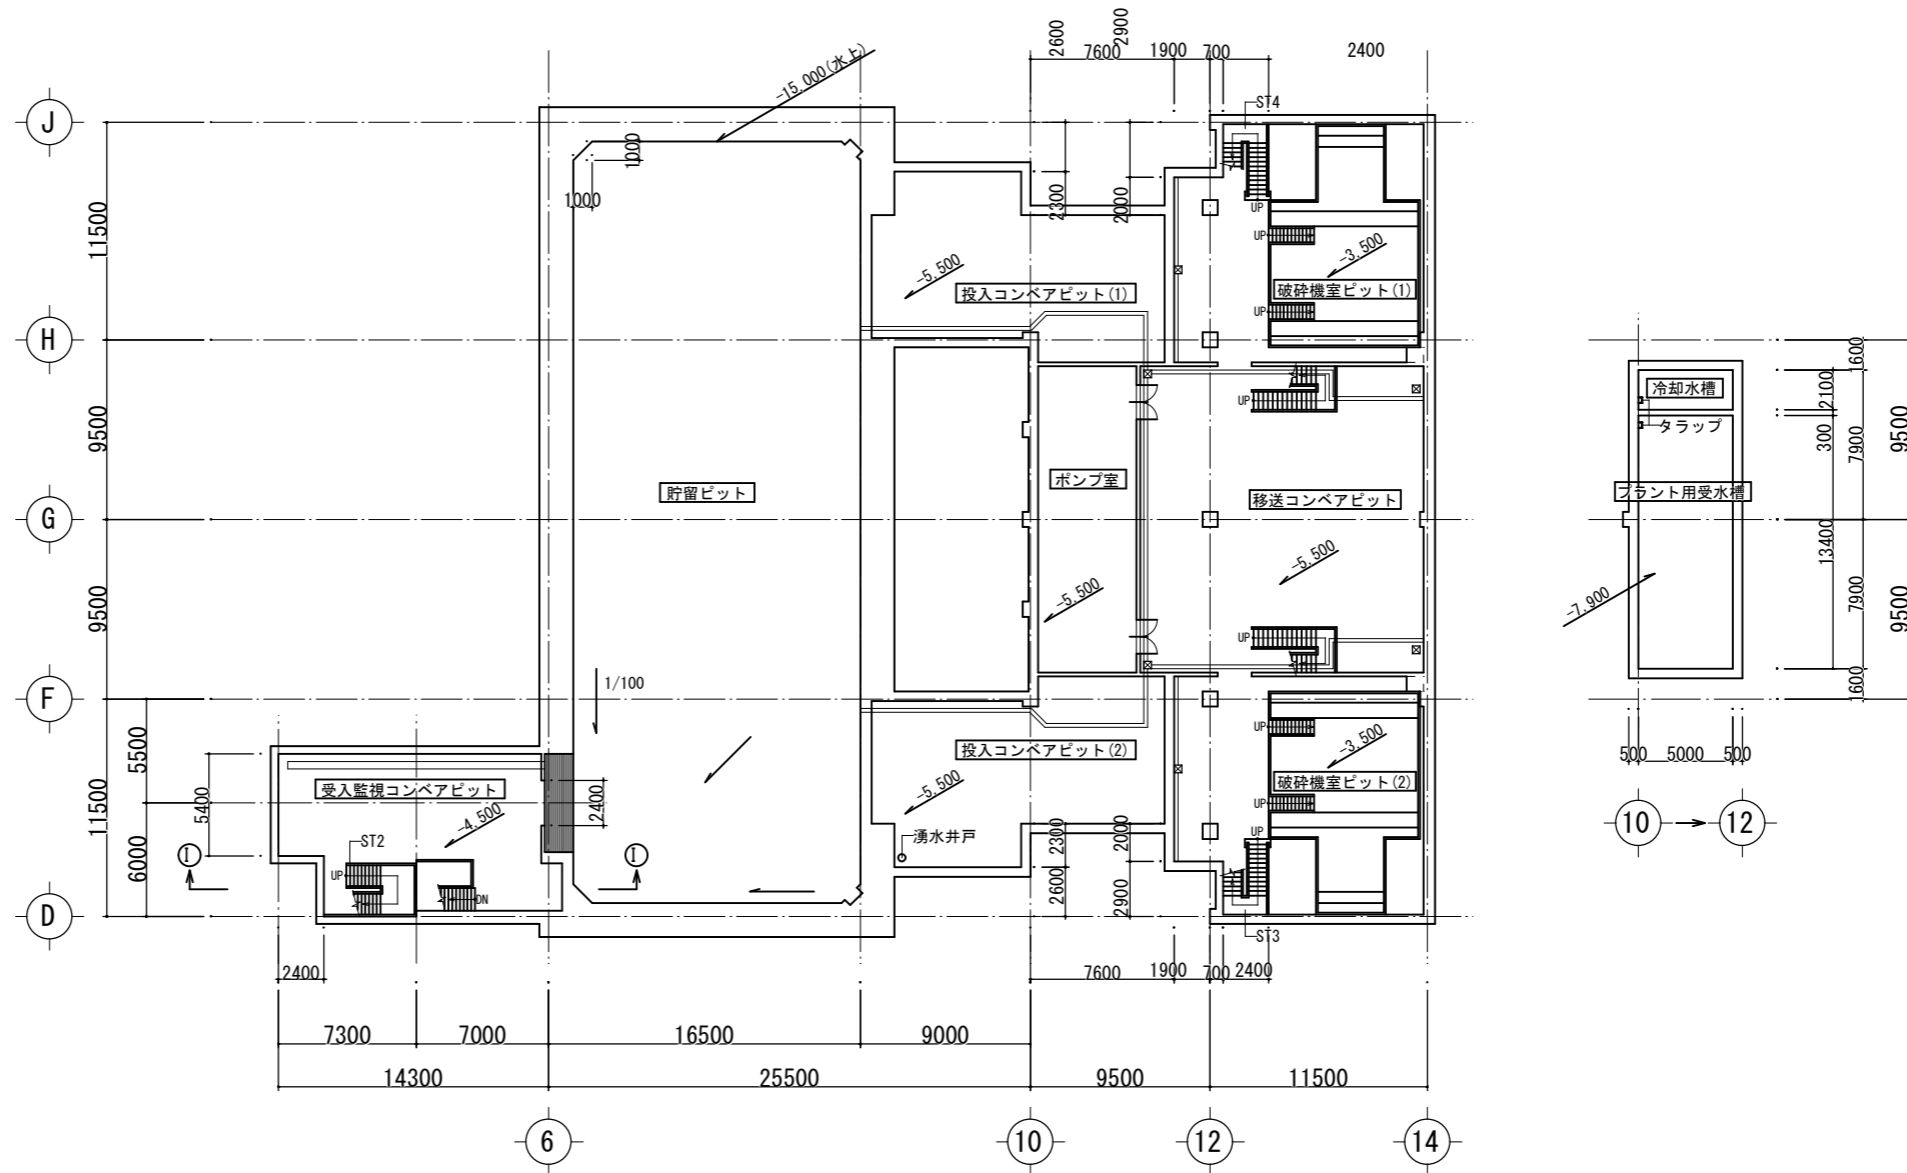 2600
2900
7600
1900
700
2400
-15,000(水上)
J
ST4
1000
1000
2300
2000
11500
UP
UP
-5,500
-3,500
投入コンベアピット(1)
破砕機室ピット(1)
UP
H
1600
冷却水槽
2100
UP
タラップ
300
7900
9500
9500
貯留ピット
ポンプ室
移送コンベアピット
プラント用受水槽
G
13400
-5,500
-5,500
-7,900
7900
9500
9500
UP
1/100
F
1600
5500
投入コンベアピット(2)
UP
-3,500
500
5000
500
受入監視コンベアピット
破砕機室ピット(2)
5400
2400
-5,500
11500
-4,500
UP
10
12
湧水井戸
2300
2000
UP
ST2
I
I
6000
UP
DN
2600
2900
D
ST3
2400
7600
1900
700
2400
7300
7000
16500
9000
14300
25500
9500
11500
6
10
12
14